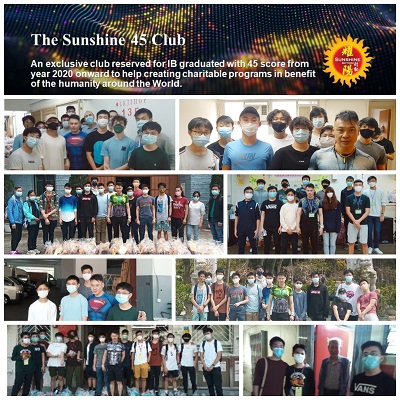 The Sunshine 45 Club
An exclusive club reserved for IB graduated with 45 score from
year 2020 onward to help creating charitable programs in benefit
of the humanity around the World.
SUNSHINE
VANS
VANS